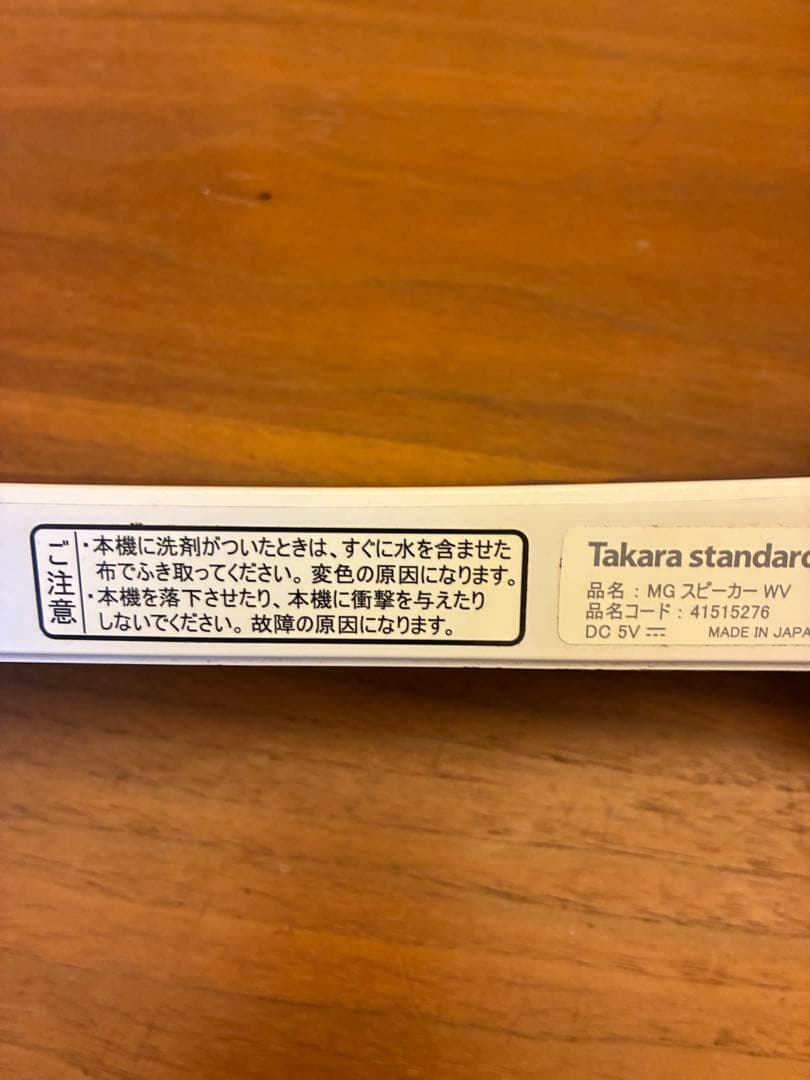 ご注意
・本機に洗剤がついたときは、すぐに水を含ませた
布でふき取ってください。変色の原因になります。
・本機を落下させたり、本機に衝撃を与えたり
しないでください。故障の原因になります。
Takara standard
品名：MG スピーカー WV
品名コード：41515276
DC 5V ⎓ MADE IN JAPA